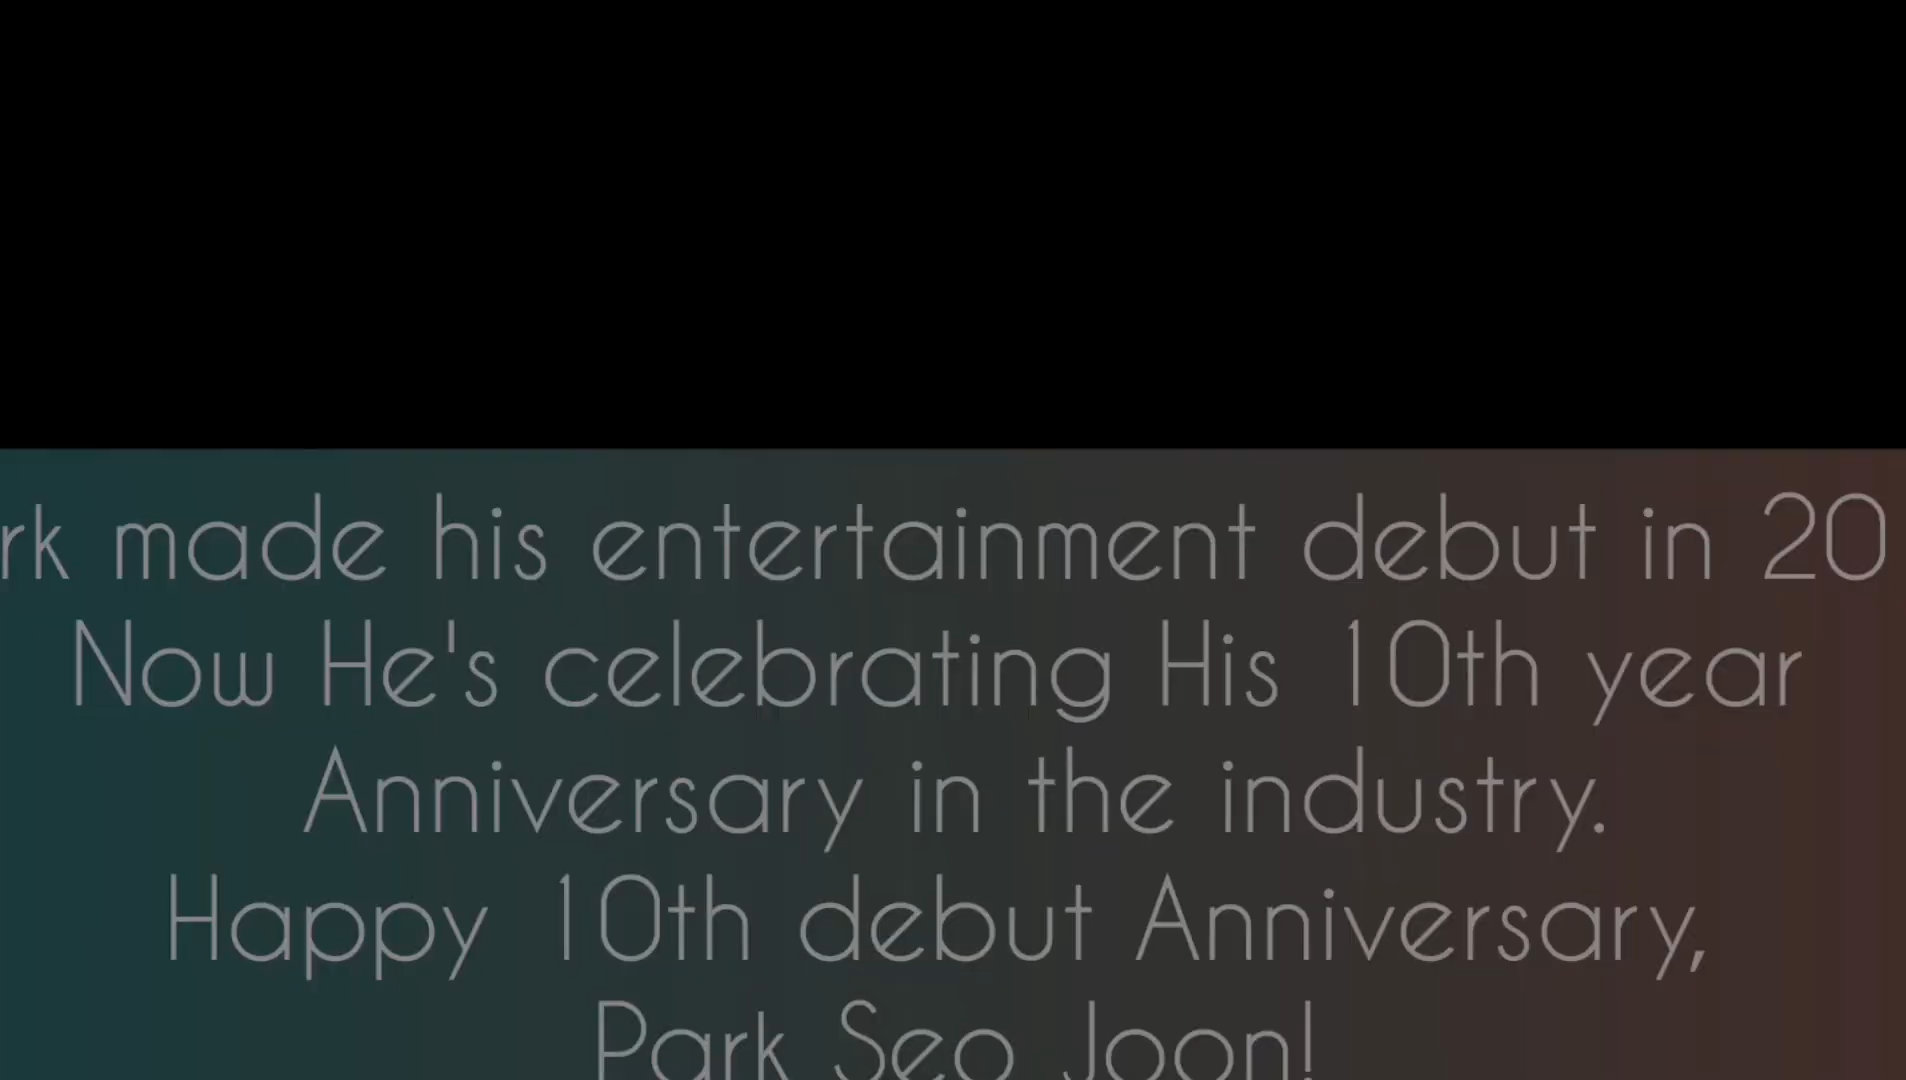 rk made his entertainment debut in 20
Now He's celebrating His 10th year
Anniversary in the industry.
Happy 10th debut Anniversary,
Park Seo Joon!